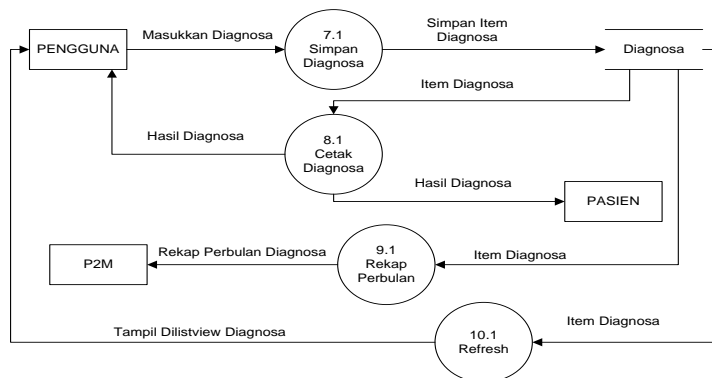 PENGGUNA
Masukkan Diagnosa
7.1
Simpan
Diagnosa
Simpan Item
Diagnosa
Diagnosa
Item Diagnosa
Hasil Diagnosa
8.1
Cetak
Diagnosa
Hasil Diagnosa
PASIEN
P2M
Rekap Perbulan Diagnosa
9.1
Rekap
Perbulan
Item Diagnosa
Tampil Dilistview Diagnosa
10.1
Refresh
Item Diagnosa